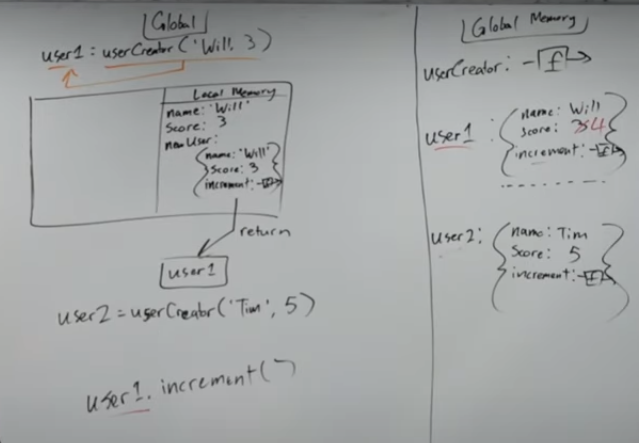 Global
user1 = userCreator('Will, 3)
Local Memory
name: 'Will'
Score: 3
newUser:
name: 'Will'
Score: 3
increment: -f
return
user1
user2 = userCreator('Tim', 5)
user1.increment()
Global Memory
userCreator: -f
user1: name: Will
Score: 3 4
increment: -f
user2: name: Tim
Score: 5
increment: -f